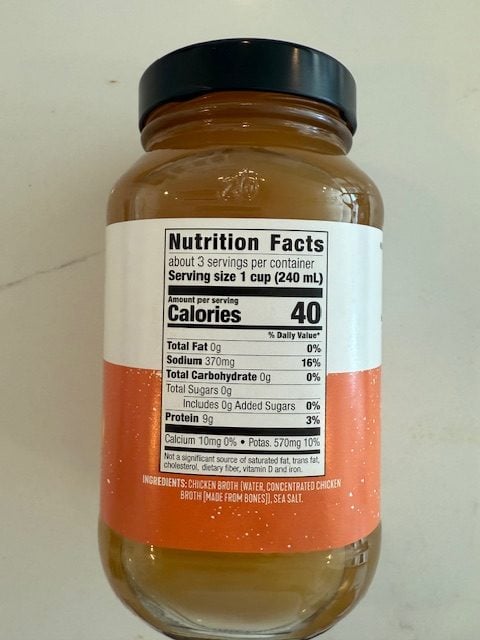 Nutrition Facts
about 3 servings per container
Serving size 1 cup (240 mL)
Amount per serving
Calories 40
% Daily Value*
Total Fat 0g 0%
Sodium 370mg 16%
Total Carbohydrate 0g 0%
Total Sugars 0g
Includes 0g Added Sugars 0%
Protein 9g 3%
Calcium 10mg 0% • Potas. 570mg 10%
Not a significant source of saturated fat, trans fat,
cholesterol, dietary fiber, vitamin D and iron.
INGREDIENTS: CHICKEN BROTH (WATER, CONCENTRATED CHICKEN
BROTH [MADE FROM BONES]), SEA SALT.